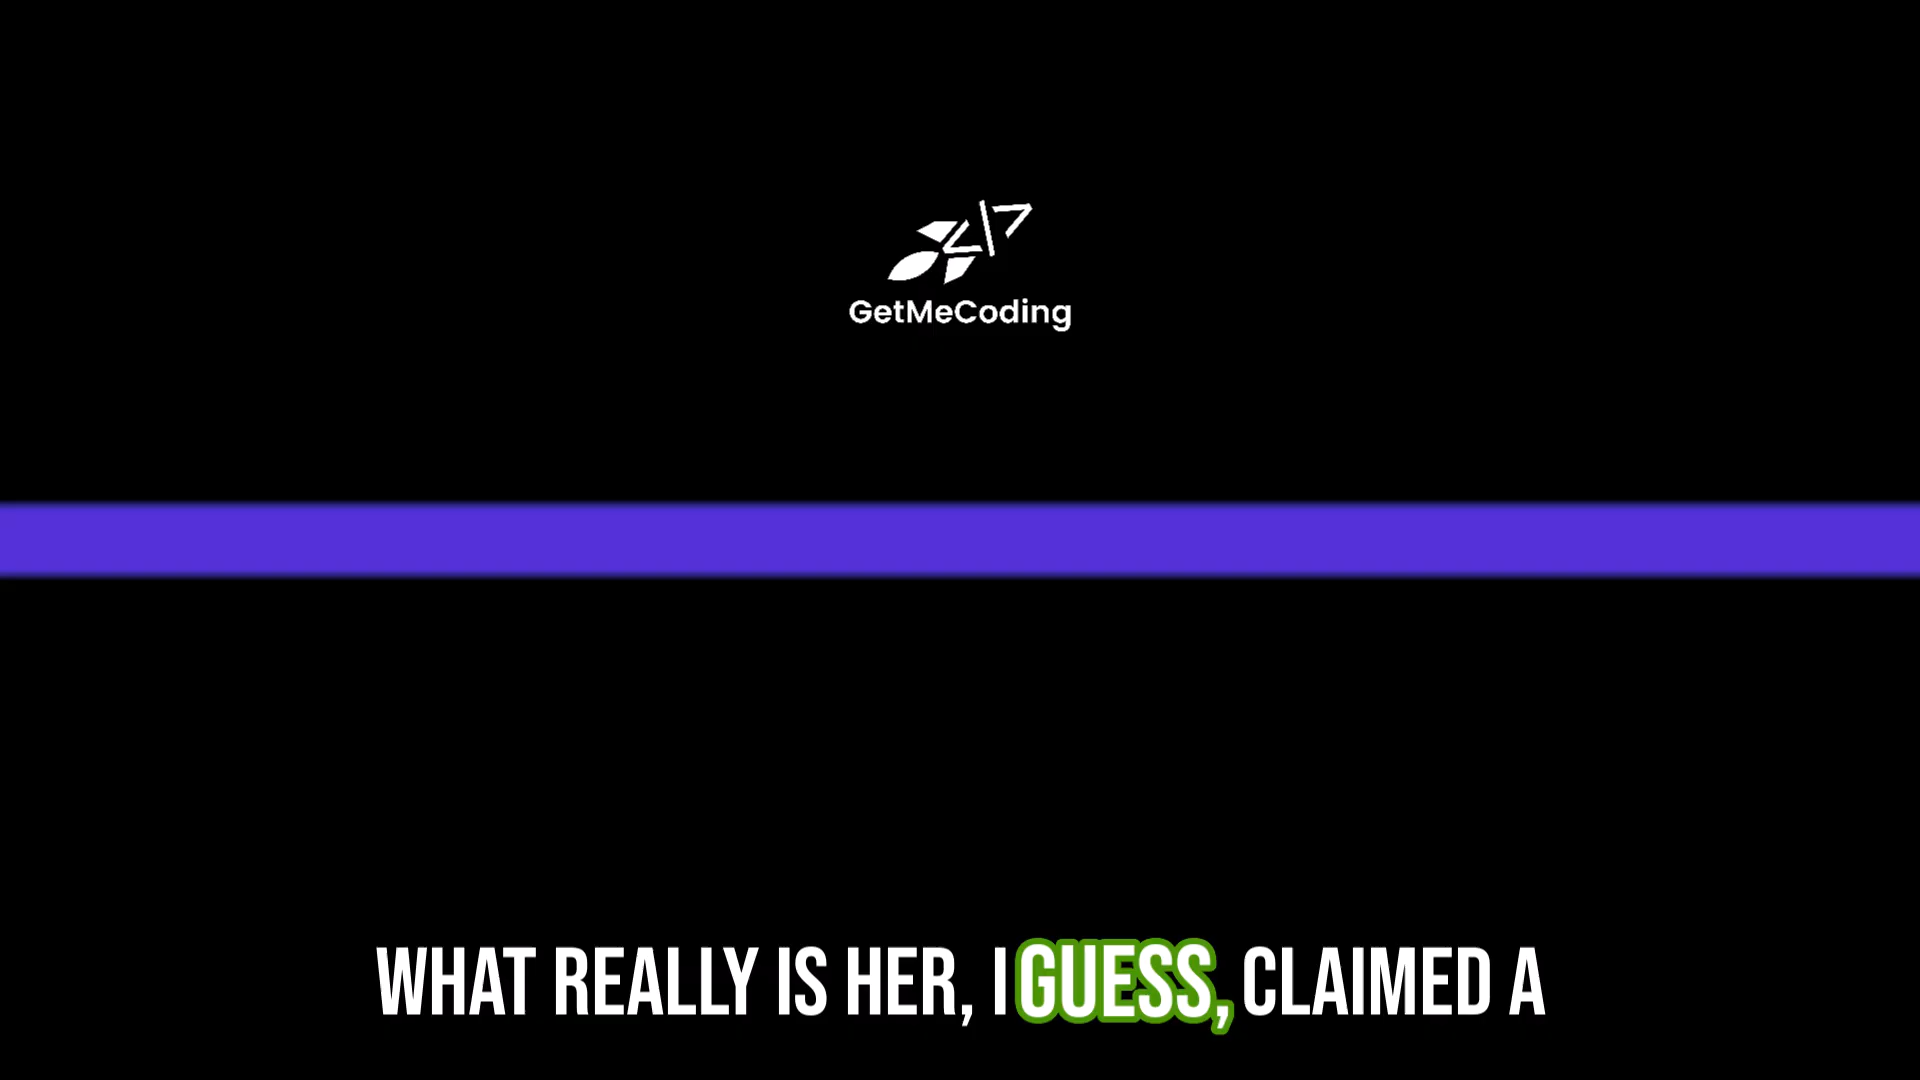 GetMeCoding
WHAT REALLY IS HER, I GUESS, CLAIMED A